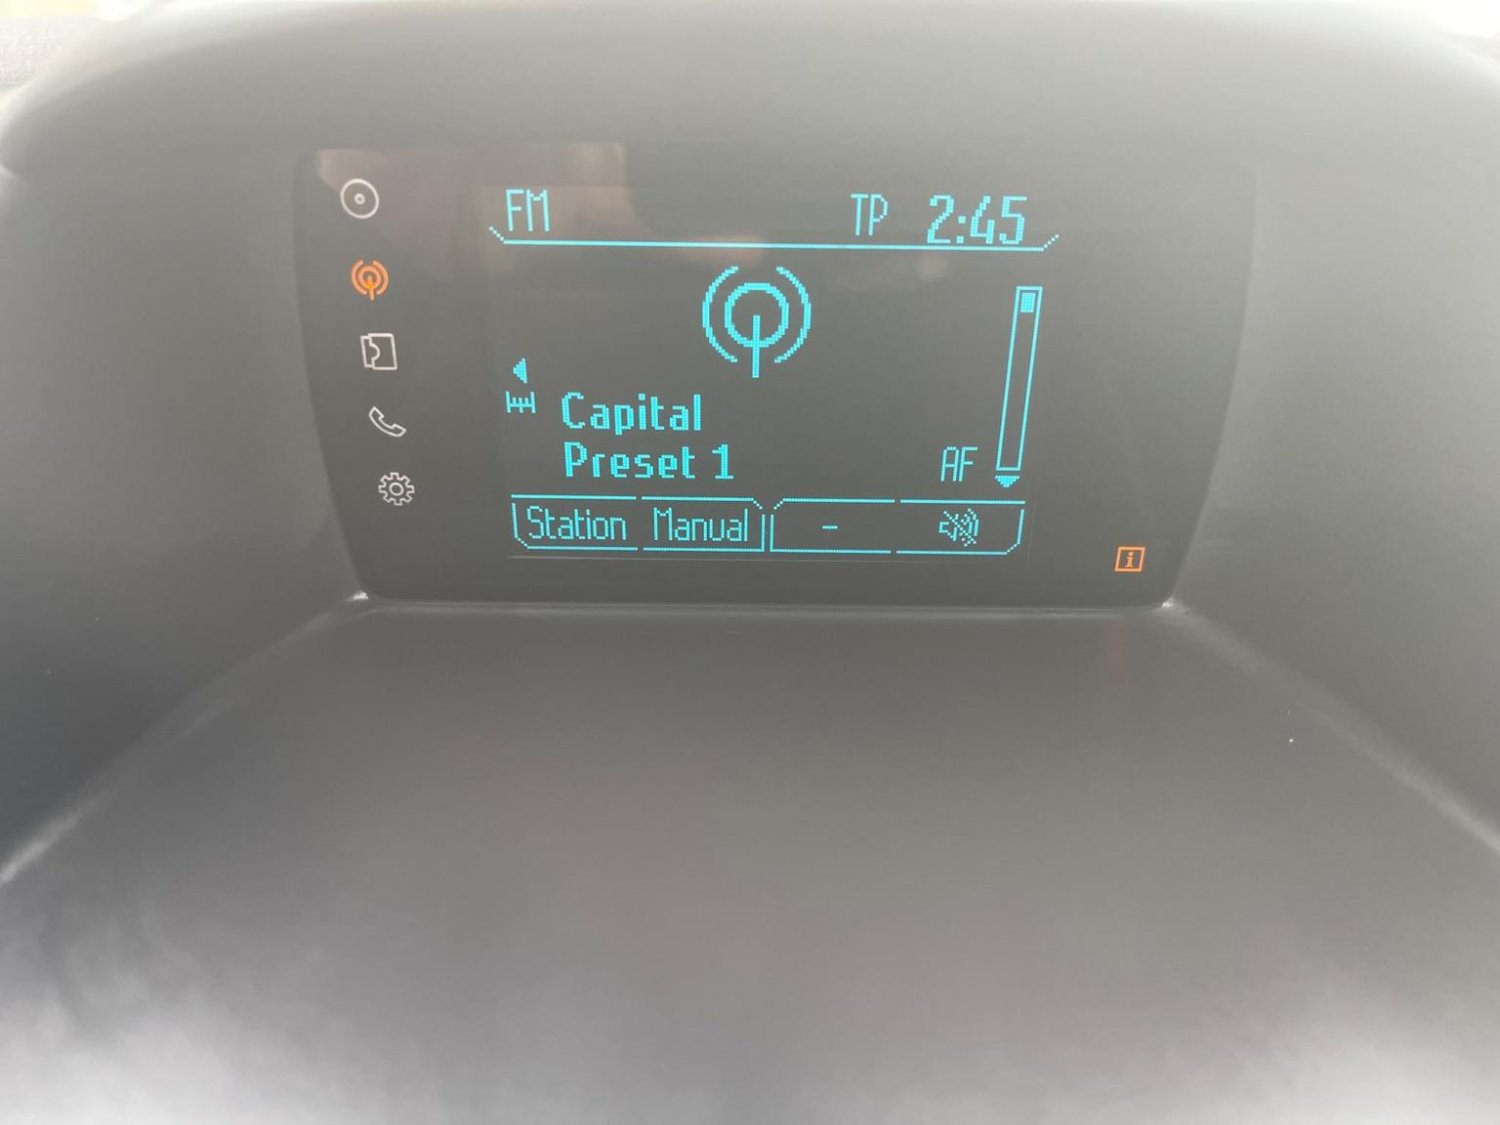 FM TP 2:45
Capital
Preset 1 AF
Station Manual -
i